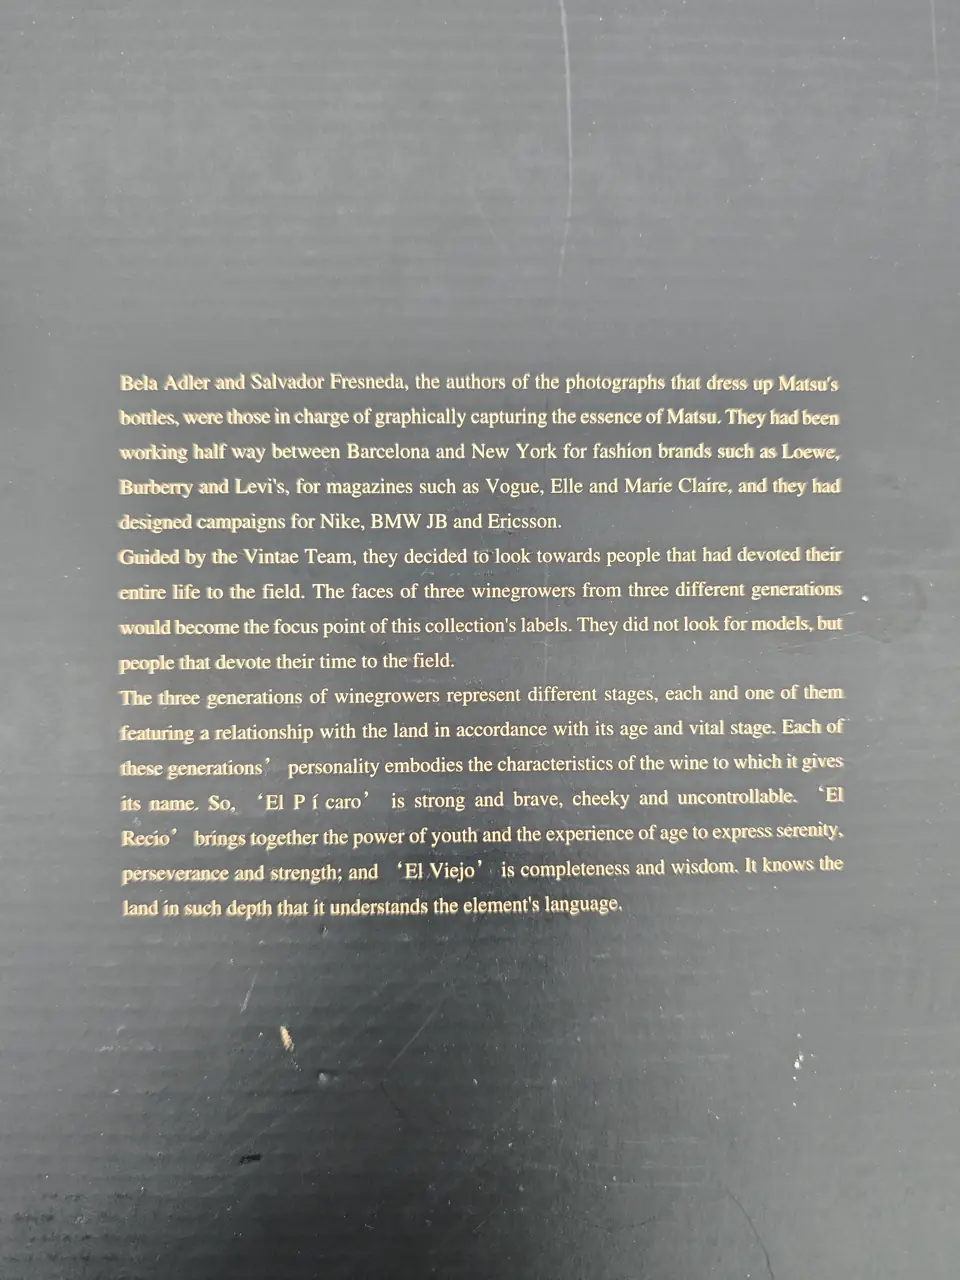 Bela Adler and Salvador Fresneda, the authors of the photographs that dress up Matsu's
bottles, were those in charge of graphically capturing the essence of Matsu. They had been
working half way between Barcelona and New York for fashion brands such as Loewe,
Burberry and Levi's, for magazines such as Vogue, Elle and Marie Claire, and they had
designed campaigns for Nike, BMW JB and Ericsson.
Guided by the Vintae Team, they decided to look towards people that had devoted their
entire life to the field. The faces of three winegrowers from three different generations
would become the focus point of this collection's labels. They did not look for models, but
people that devote their time to the field.
The three generations of winegrowers represent different stages, each and one of them
featuring a relationship with the land in accordance with its age and vital stage. Each of
these generations’ personality embodies the characteristics of the wine to which it gives
its name. So, ‘El P í caro’ is strong and brave, cheeky and uncontrollable. ‘El
Recio’ brings together the power of youth and the experience of age to express serenity,
perseverance and strength; and ‘El Viejo’ is completeness and wisdom. It knows the
land in such depth that it understands the element's language.